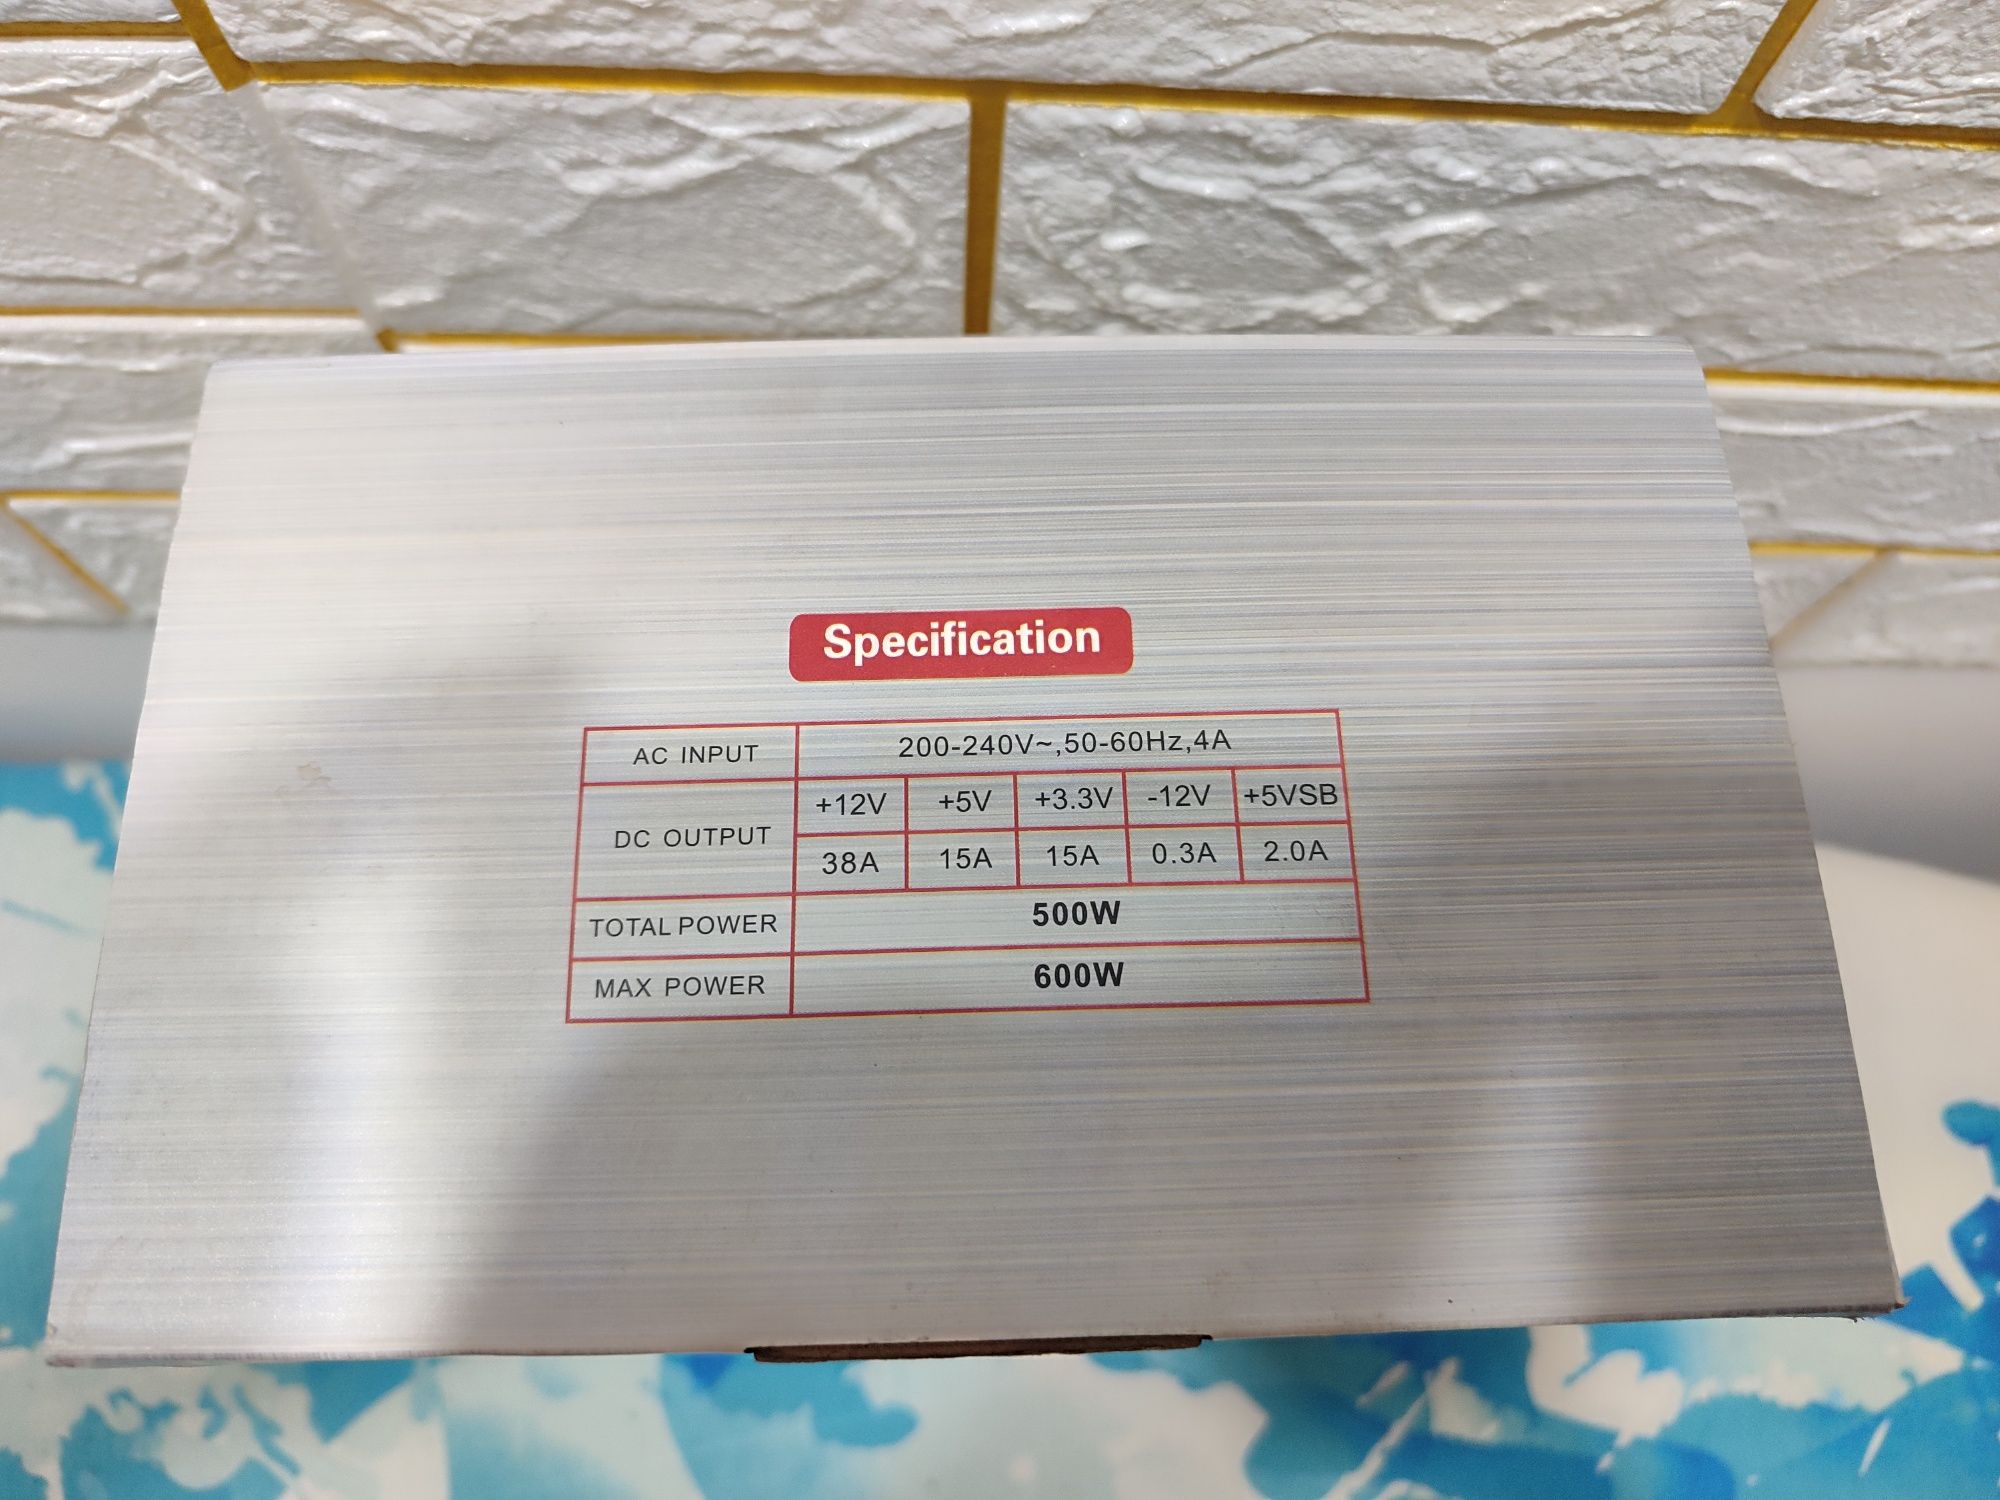 Specification
AC INPUT 200-240V~,50-60Hz,4A
DC OUTPUT +12V +5V +3.3V -12V +5VSB
38A 15A 15A 0.3A 2.0A
TOTAL POWER 500W
MAX POWER 600W